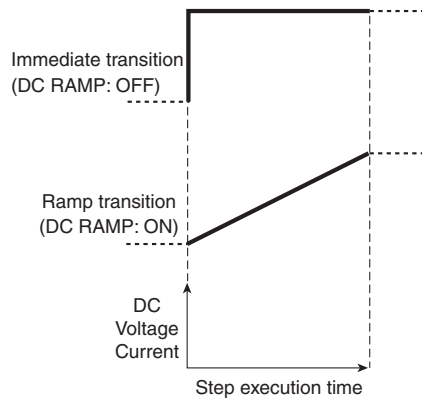 Immediate transition
(DC RAMP: OFF)
Ramp transition
(DC RAMP: ON)
DC
Voltage
Current
Step execution time